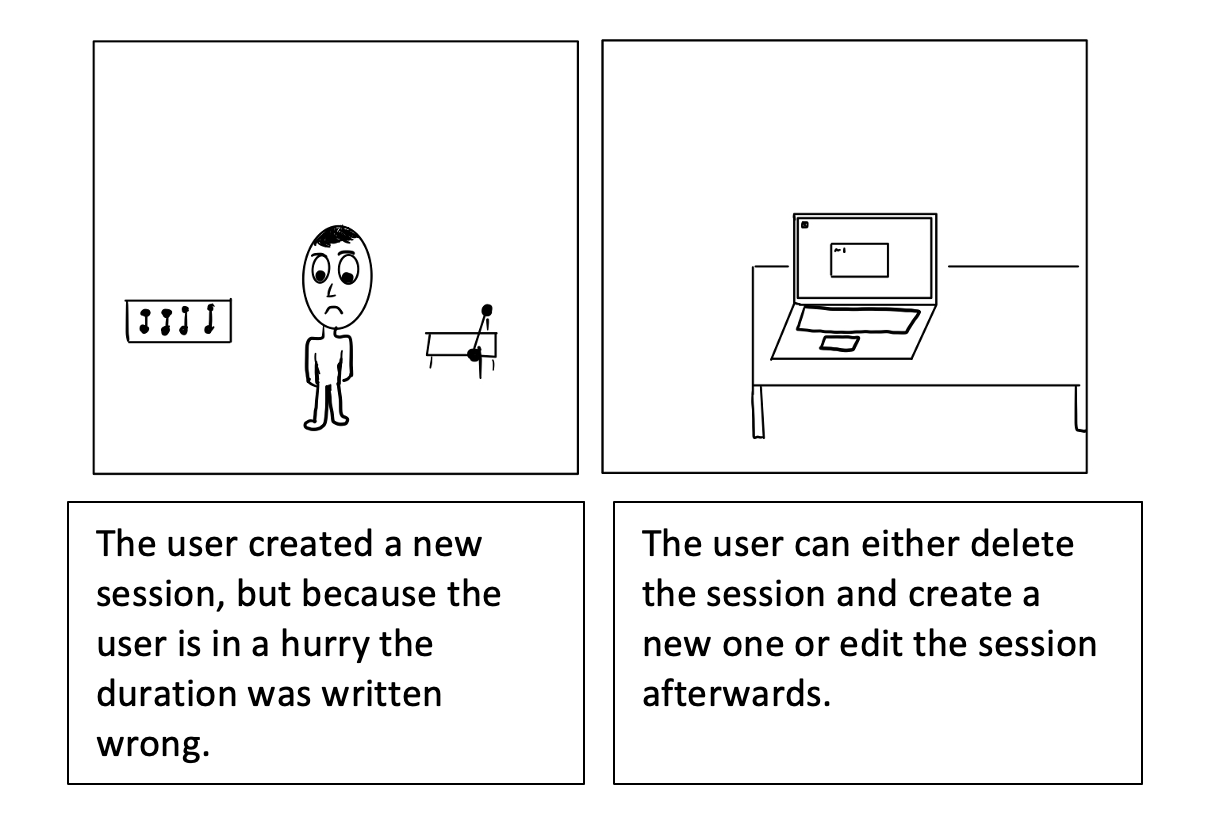 The user created a new
session, but because the
user is in a hurry the
duration was written
wrong.
The user can either delete
the session and create a
new one or edit the session
afterwards.